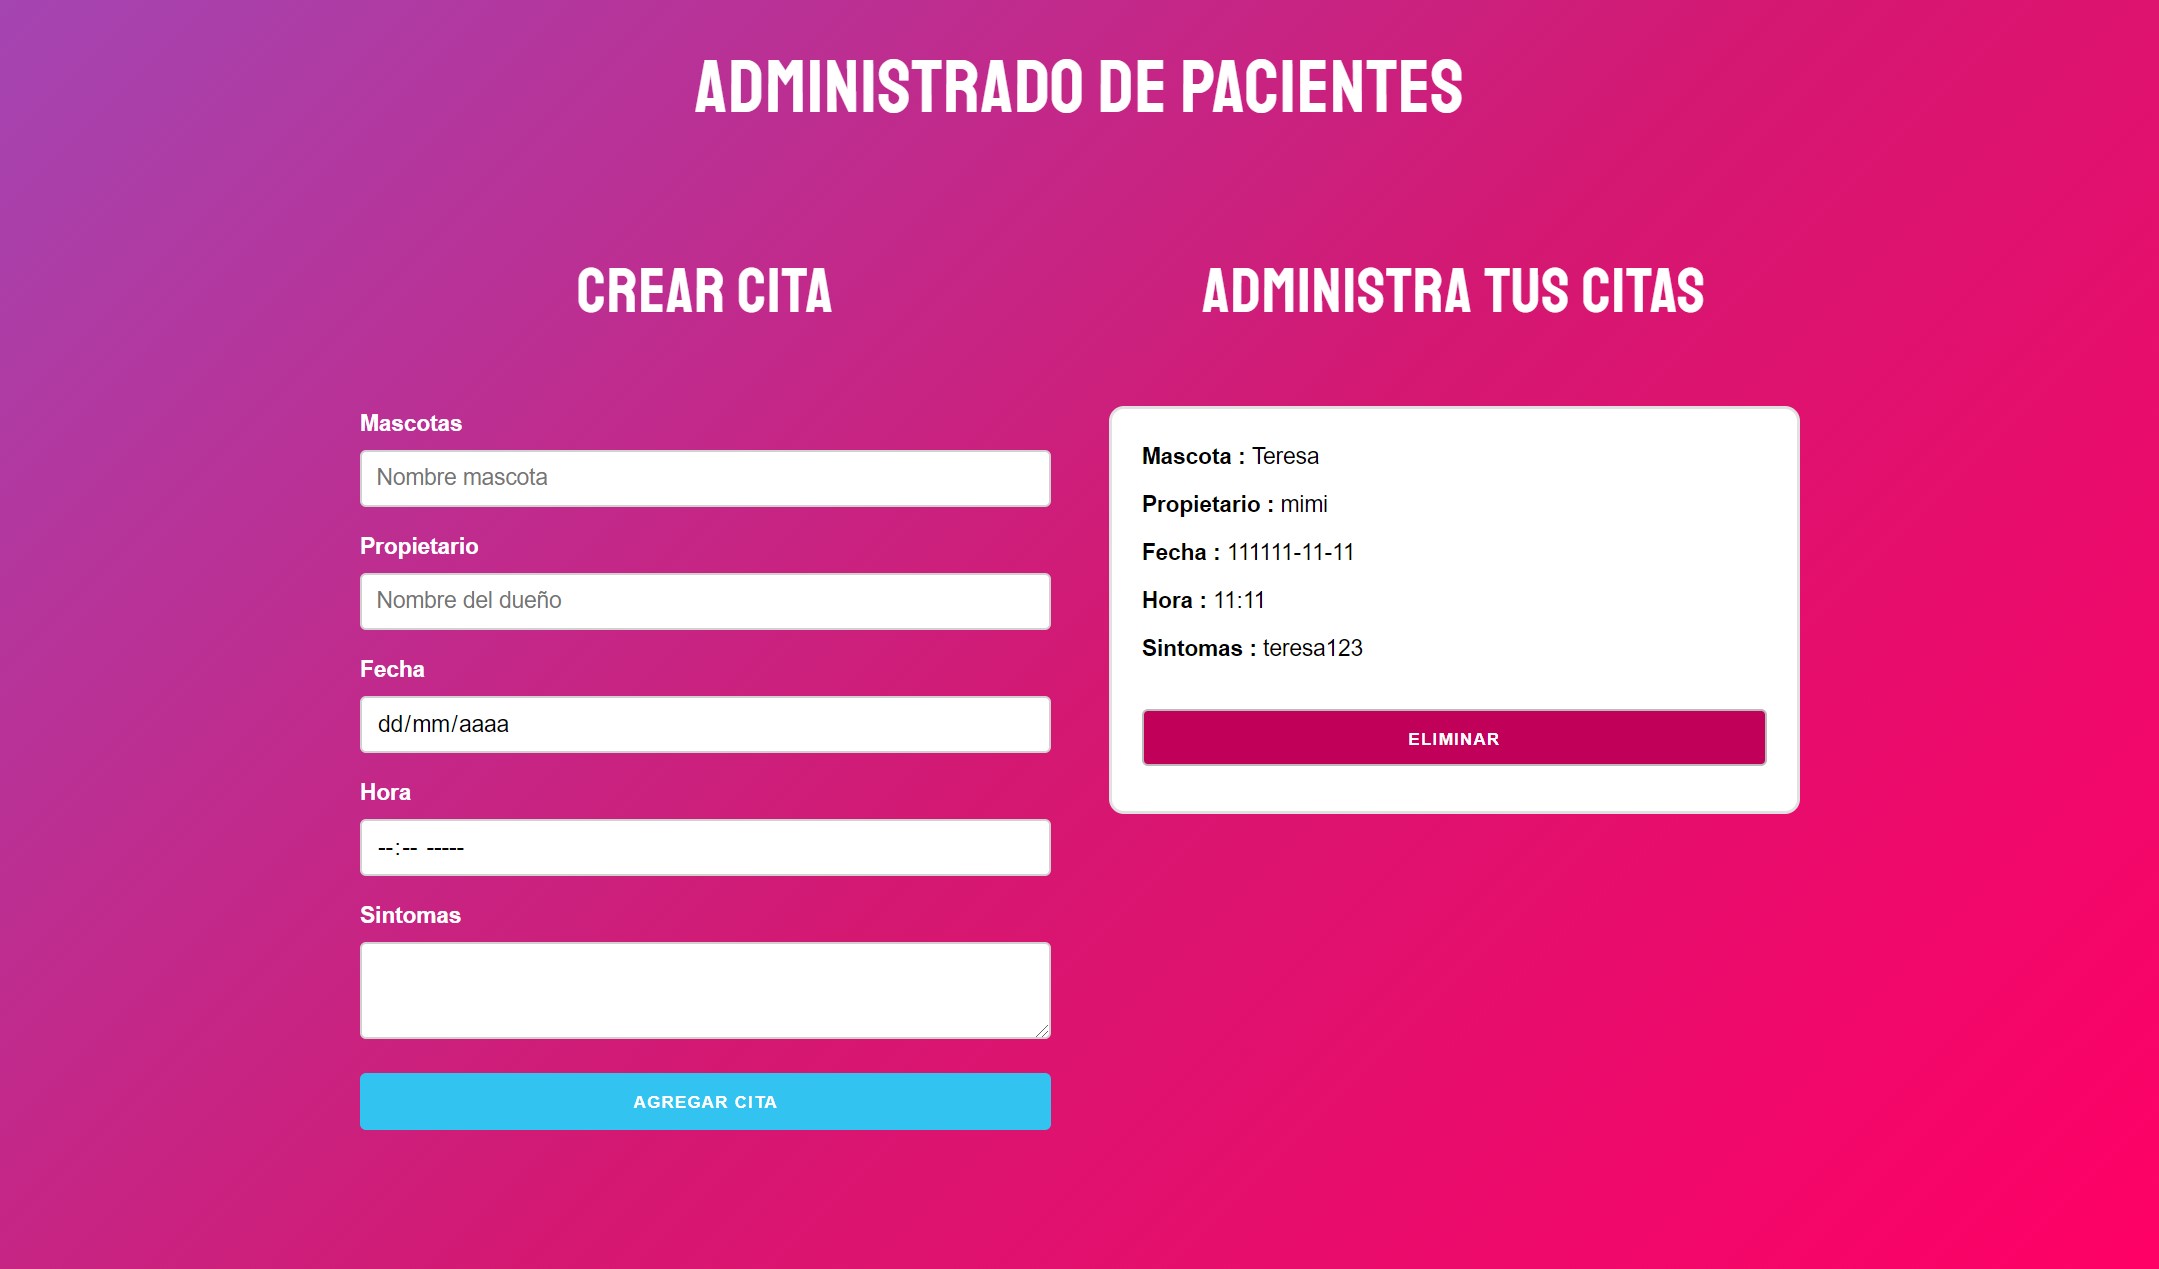 ADMINISTRADO DE PACIENTES
CREAR CITA
Mascotas
Nombre mascota
Propietario
Nombre del dueño
Fecha
dd/mm/aaaa
Hora
--:-- -----
Sintomas
AGREGAR CITA
ADMINISTRA TUS CITAS
Mascota : Teresa
Propietario : mimi
Fecha : 111111-11-11
Hora : 11:11
Sintomas : teresa123
ELIMINAR